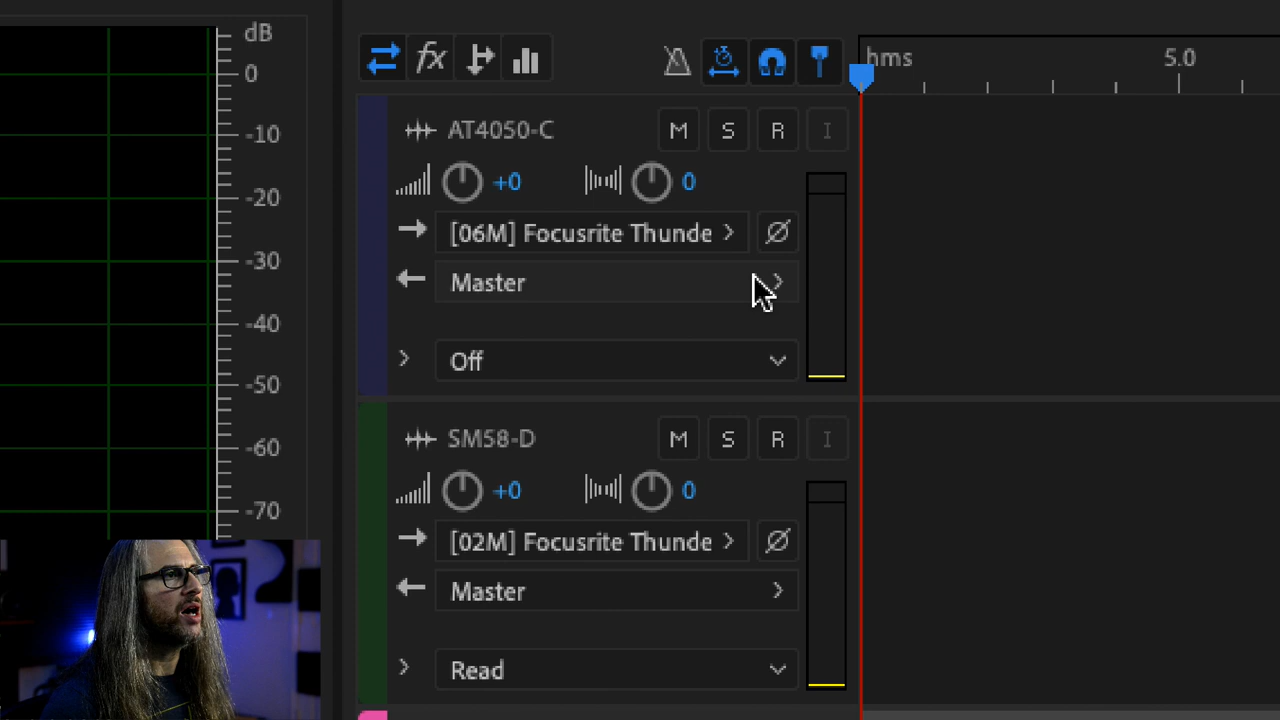 dB
0
-10
-20
-30
-40
-50
-60
-70
fx
hms
5.0
AT4050-C
M S R I
+0 0
[06M] Focusrite Thunde
Master
Off
SM58-D
M S R I
+0 0
[02M] Focusrite Thunde
Master
Read